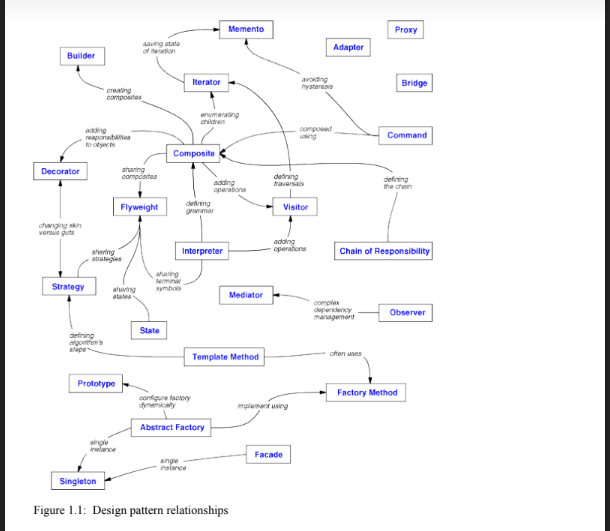 Memento
Proxy
saving state
of iteration
Adapter
Builder
Iterator
avoiding
hysteresis
Bridge
creating
composites
enumerating
children
adding
responsibilities
to objects
composed
using
Command
Composite
Decorator
sharing
composites
adding
operations
defining
traversals
defining
the chain
Flyweight
defining
grammar
Visitor
changing skin
versus guts
sharing
strategies
Interpreter
adding
operations
Chain of Responsibility
Strategy
sharing
states
sharing
terminal
symbols
Mediator
complex
dependency
management
Observer
State
defining
algorithm's
steps
Template Method
often uses
Prototype
configure factory
dynamically
implement using
Factory Method
Abstract Factory
single
instance
Facade
single
instance
Singleton
Figure 1.1: Design pattern relationships